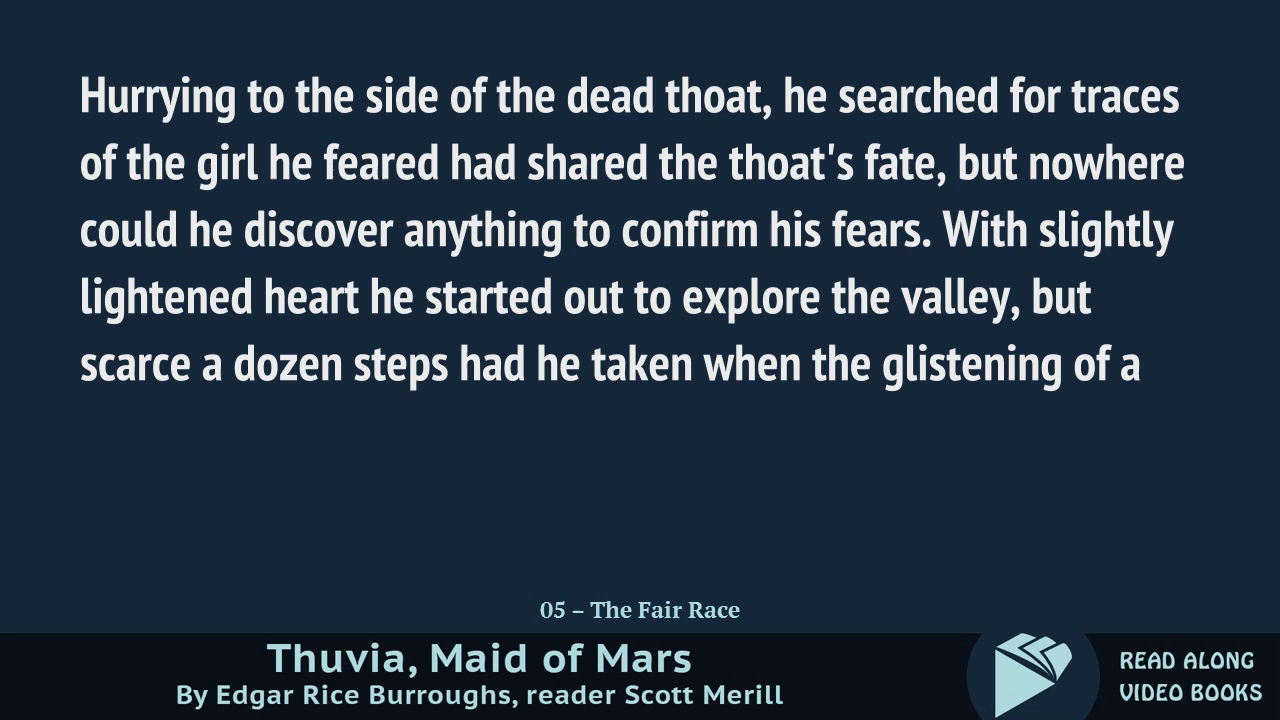 Hurrying to the side of the dead thoat, he searched for traces
of the girl he feared had shared the thoat's fate, but nowhere
could he discover anything to confirm his fears. With slightly
lightened heart he started out to explore the valley, but
scarce a dozen steps had he taken when the glistening of a
05 – The Fair Race
Thuvia, Maid of Mars
By Edgar Rice Burroughs, reader Scott Merill
READ ALONG
VIDEO BOOKS